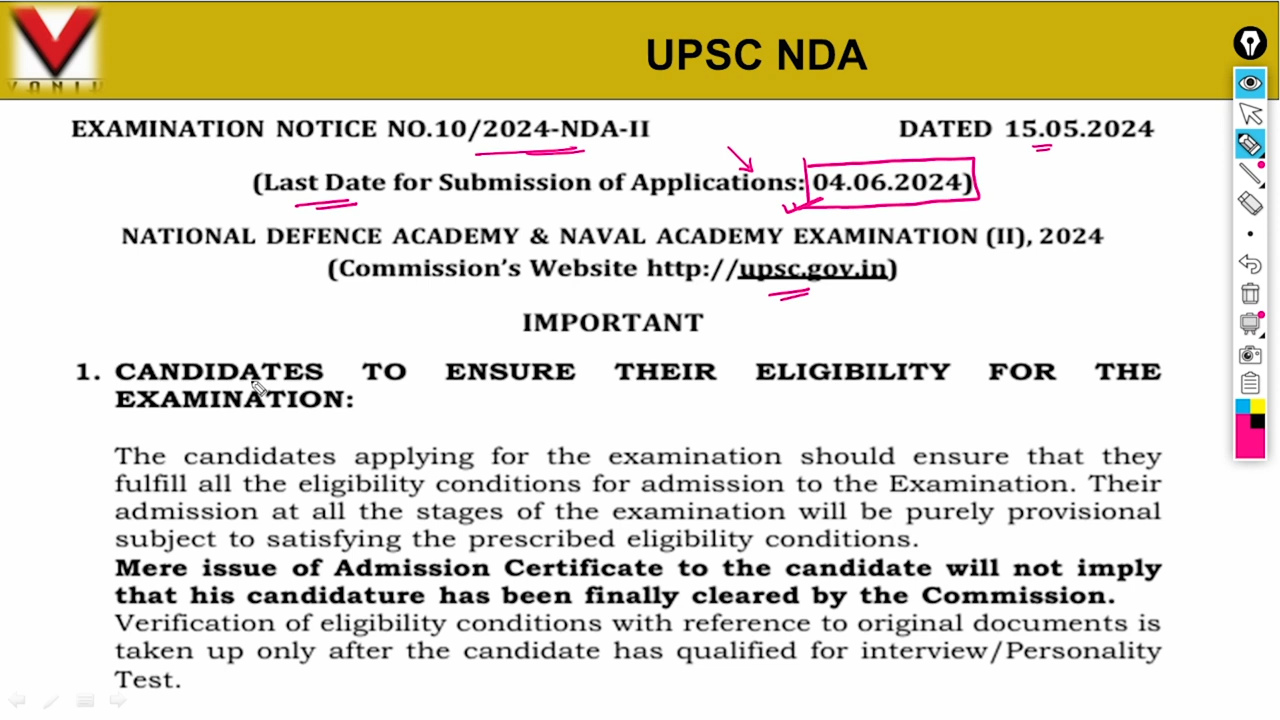 VONIJ
UPSC NDA
EXAMINATION NOTICE NO.10/2024-NDA-II DATED 15.05.2024
(Last Date for Submission of Applications: 04.06.2024)
NATIONAL DEFENCE ACADEMY & NAVAL ACADEMY EXAMINATION (II), 2024
(Commission’s Website http://upsc.gov.in)
IMPORTANT
1. CANDIDATES TO ENSURE THEIR ELIGIBILITY FOR THE
EXAMINATION:
The candidates applying for the examination should ensure that they
fulfill all the eligibility conditions for admission to the Examination. Their
admission at all the stages of the examination will be purely provisional
subject to satisfying the prescribed eligibility conditions.
Mere issue of Admission Certificate to the candidate will not imply
that his candidature has been finally cleared by the Commission.
Verification of eligibility conditions with reference to original documents is
taken up only after the candidate has qualified for interview/Personality
Test.